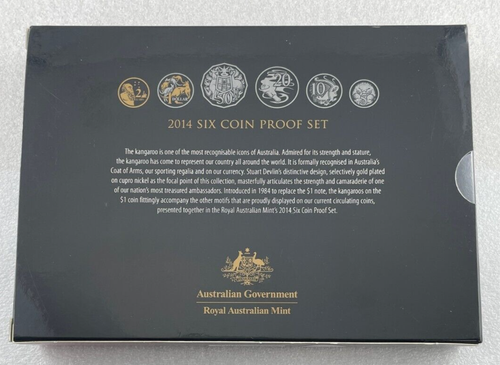 2
DOLLAR
50
20
10
5
2014 SIX COIN PROOF SET
The kangaroo is one of the most recognisable icons of Australia. Admired for its strength and stature,
the kangaroo has come to represent our country all around the world. It is formally recognised in Australia's
Coat of Arms, our sporting regalia and on our currency. Stuart Devlin's distinctive design, selectively gold plated
on cupro nickel as the focal point of this collection, masterfully articulates the strength and camaraderie of one
of our nation's most treasured ambassadors. Introduced in 1984 to replace the $1 note, the kangaroos on the
$1 coin fittingly accompany the other motifs that are proudly displayed on our current circulating coins,
presented together in the Royal Australian Mint's 2014 Six Coin Proof Set.
Australian Government
Royal Australian Mint